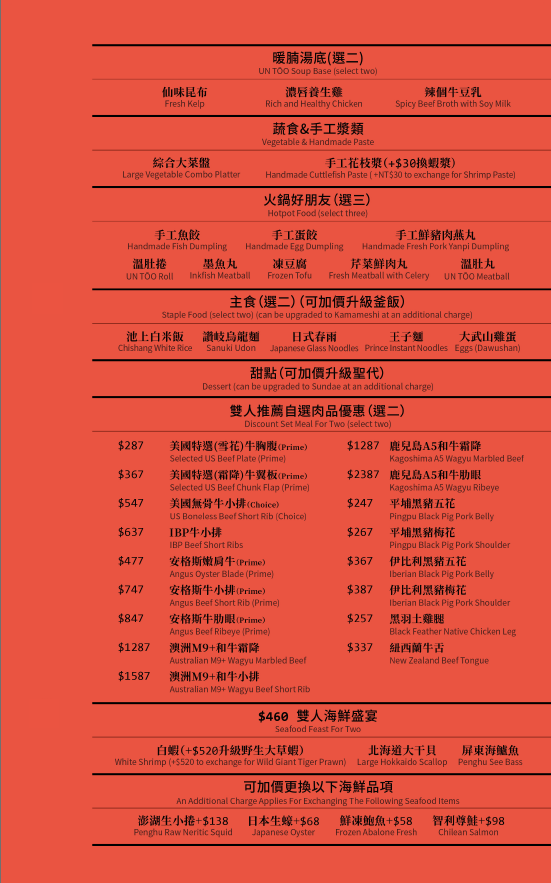 暖腩湯底(選二)
UN TŌO Soup Base (select two)
仙味昆布 濃唇養生雞 辣個牛豆乳
Fresh Kelp Rich and Healthy Chicken Spicy Beef Broth with Soy Milk
蔬食&手工漿類
Vegetable & Handmade Paste
綜合大菜盤 手工花枝漿(+$30換蝦漿)
Large Vegetable Combo Platter Handmade Cuttlefish Paste ( +NT$30 to exchange for Shrimp Paste)
火鍋好朋友(選三)
Hotpot Food (select three)
手工魚餃 手工蛋餃 手工鮮豬肉燕丸
Handmade Fish Dumpling Handmade Egg Dumpling Handmade Fresh Pork Yanpi Dumpling
溫肚捲 墨魚丸 凍豆腐 芹菜鮮肉丸 溫肚丸
UN TŌO Roll Inkfish Meatball Frozen Tofu Fresh Meatball with Celery UN TŌO Meatball
主食(選二)(可加價升級釜飯)
Staple Food (select two) (can be upgraded to Kamameshi at an additional charge)
池上白米飯 讚岐烏龍麵 日式春雨 王子麵 大武山雞蛋
Chishang White Rice Sanuki Udon Japanese Glass Noodles Prince Instant Noodles Eggs (Dawushan)
甜點(可加價升級聖代)
Dessert (can be upgraded to Sundae at an additional charge)
雙人推薦自選肉品優惠(選二)
Discount Set Meal For Two (select two)
$287 美國特選(雪花)牛胸腹(Prime)
Selected US Beef Plate (Prime)
$367 美國特選(霜降)牛翼板(Prime)
Selected US Beef Chunk Flap (Prime)
$547 美國無骨牛小排(Choice)
US Boneless Beef Short Rib (Choice)
$637 IBP牛小排
IBP Beef Short Ribs
$477 安格斯嫩肩牛(Prime)
Angus Oyster Blade (Prime)
$747 安格斯牛小排(Prime)
Angus Beef Short Rib (Prime)
$847 安格斯牛肋眼(Prime)
Angus Beef Ribeye (Prime)
$1287 澳洲M9+和牛霜降
Australian M9+ Wagyu Marbled Beef
$1587 澳洲M9+和牛小排
Australian M9+ Wagyu Beef Short Rib
$1287 鹿兒島A5和牛霜降
Kagoshima A5 Wagyu Marbled Beef
$2387 鹿兒島A5和牛肋眼
Kagoshima A5 Wagyu Ribeye
$247 平埔黑豬五花
Pingpu Black Pig Pork Belly
$267 平埔黑豬梅花
Pingpu Black Pig Pork Shoulder
$367 伊比利黑豬五花
Iberian Black Pig Pork Belly
$387 伊比利黑豬梅花
Iberian Black Pig Pork Shoulder
$257 黑羽土雞腿
Black Feather Native Chicken Leg
$337 紐西蘭牛舌
New Zealand Beef Tongue
$460 雙人海鮮盛宴
Seafood Feast For Two
白蝦(+$520升級野生大草蝦) 北海道大干貝 屏東海鱺魚
White Shrimp (+$520 to exchange for Wild Giant Tiger Prawn) Large Hokkaido Scallop Penghu See Bass
可加價更換以下海鮮品項
An Additional Charge Applies For Exchanging The Following Seafood Items
澎湖生小捲+$138 日本生蠔+$68 鮮凍鮑魚+$58 智利尊鮭+$98
Penghu Raw Neritic Squid Japanese Oyster Frozen Abalone Fresh Chilean Salmon